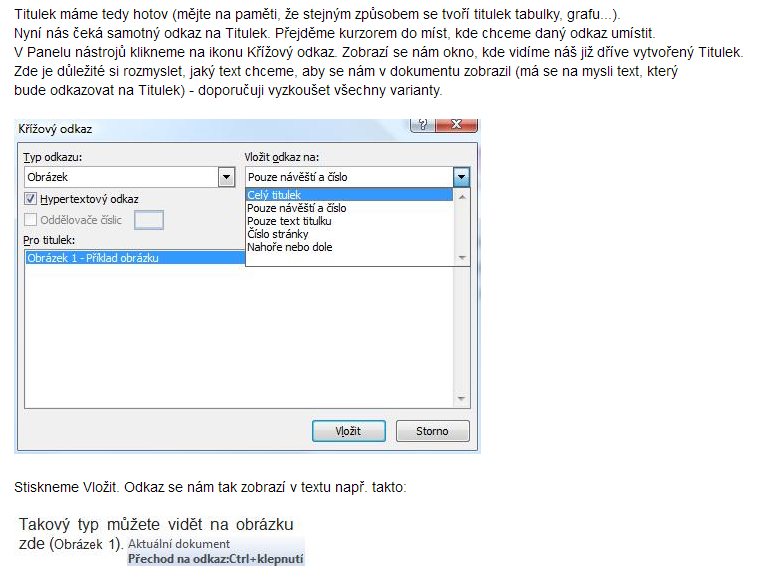 Titulek máme tedy hotov (mějte na paměti, že stejným způsobem se tvoří titulek tabulky, grafu...).
Nyní nás čeká samotný odkaz na Titulek. Přejděme kurzorem do míst, kde chceme daný odkaz umístit.
V Panelu nástrojů klikneme na ikonu Křížový odkaz. Zobrazí se nám okno, kde vidíme náš již dříve vytvořený Titulek.
Zde je důležité si rozmyslet, jaký text chceme, aby se nám v dokumentu zobrazil (má se na mysli text, který
bude odkazovat na Titulek) - doporučuji vyzkoušet všechny varianty.
Křížový odkaz
Typ odkazu:
Vložit odkaz na:
Obrázek
Pouze návěští a číslo
Hypertextový odkaz
Oddělovače číslic
Celý titulek
Pouze návěští a číslo
Pouze text titulku
Číslo stránky
Nahoře nebo dole
Pro titulek:
Obrázek 1 - Příklad obrázku
Vložit
Storno
Stiskneme Vložit. Odkaz se nám tak zobrazí v textu např. takto:
Takový typ můžete vidět na obrázku
zde (Obrázek 1). Aktuální dokument
Přechod na odkaz:Ctrl+klepnutí